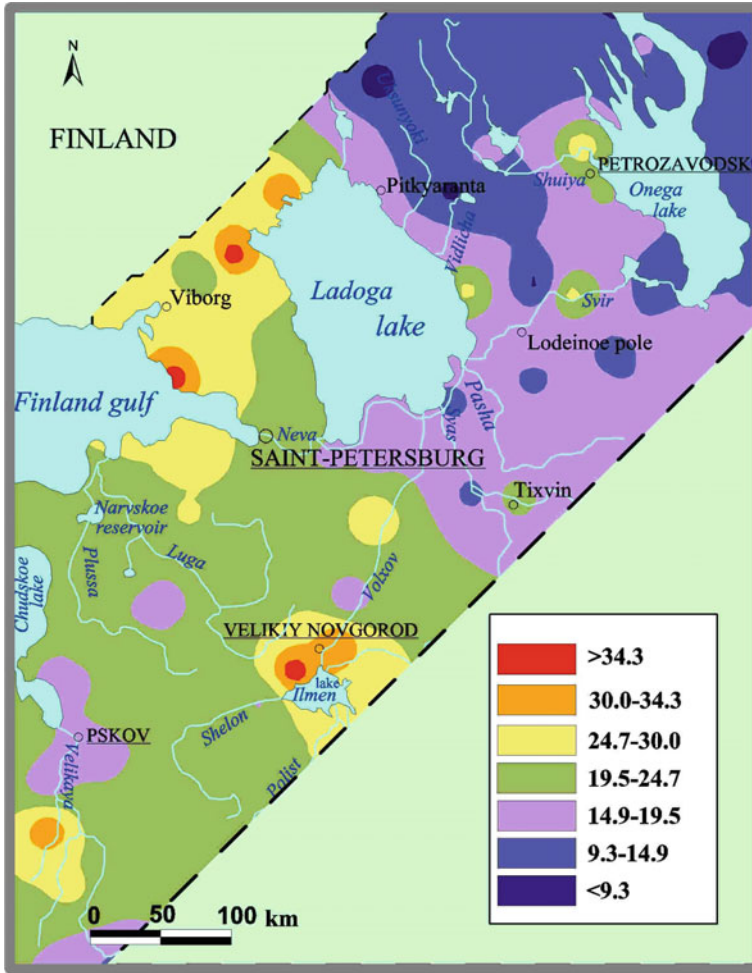 N
FINLAND
Uksunyoki
PETROZAVODSK
Pitkyaranta
Shuiya
Onega
lake
Vidlicha
Viborg
Ladoga
lake
Svir
Lodeinoe pole
Finland gulf
Pasha
Syas
Neva
SAINT-PETERSBURG
Tixvin
Narvskoe
reservoir
Luga
Plussa
Volxov
Chudskoe
lake
VELIKIY NOVGOROD
lake
Ilmen
Shelon
PSKOV
Velikaya
Polist
>34.3
30.0-34.3
24.7-30.0
19.5-24.7
14.9-19.5
9.3-14.9
<9.3
0 50 100 km